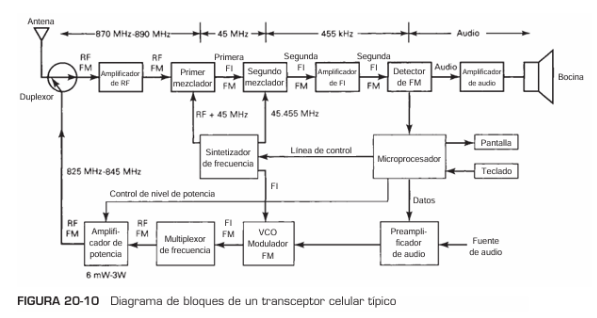 Antena
870 MHz-890 MHz
45 MHz
455 kHz
Audio
RF
FM
Amplificador
de RF
RF
FM
Primer
mezclador
Primera
FI
FM
Segundo
mezclador
Segunda
FI
FM
Amplificador
de FI
Segunda
FI
FM
Detector
de FM
Audio
Amplificador
de audio
Bocina
Duplexor
RF + 45 MHz
45.455 MHz
Sintetizador
de frecuencia
Línea de control
Microprocesador
Pantalla
Teclado
825 MHz-845 MHz
FI
Control de nivel de potencia
Datos
RF
FM
Amplifi-
cador de
potencia
RF
FM
Multiplexor
de frecuencia
FI
FM
VCO
Modulador
FM
Preampli-
ficador
de audio
Fuente
de audio
6 mW-3W
FIGURA 20-10 Diagrama de bloques de un transceptor celular típico